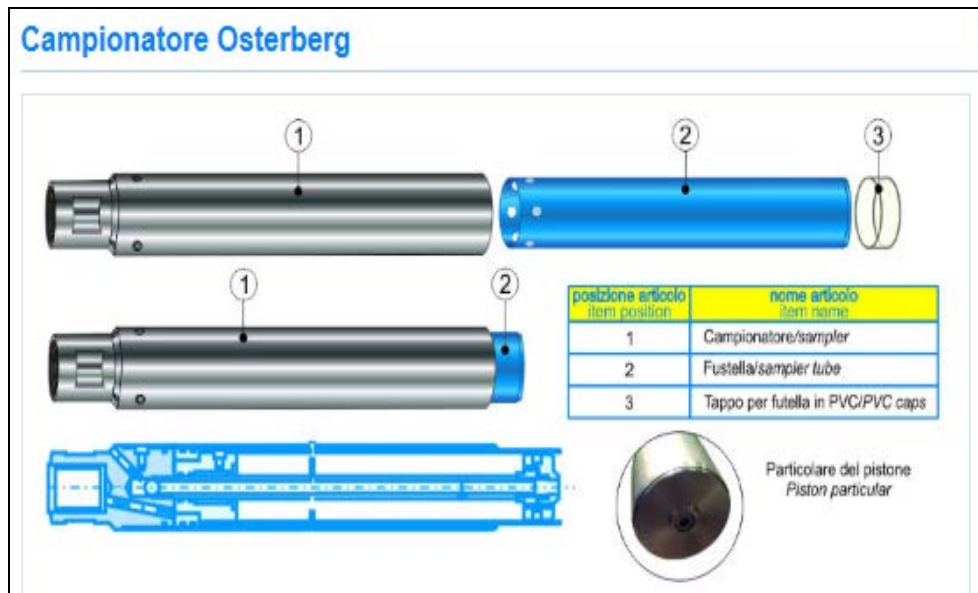 Campionatore Osterberg
1
2
3
1
2
posizione articolo
item position
nome articolo
item name
1
Campionatore/sampler
2
Fustella/sampler tube
3
Tappo per futella in PVC/PVC caps
Particolare del pistone
Piston particular